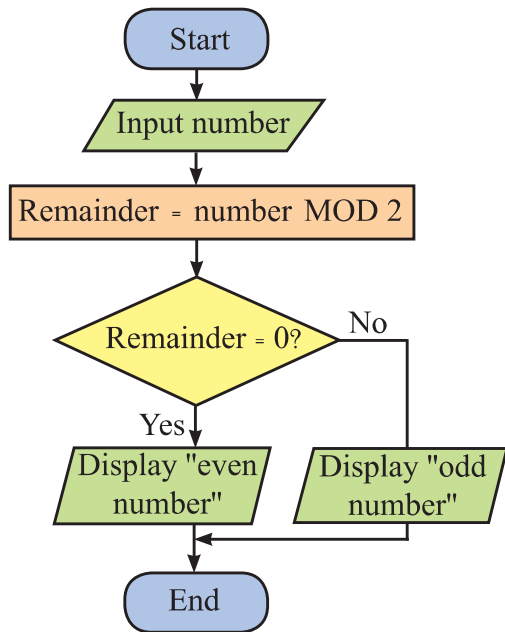 Start
Input number
Remainder = number MOD 2
Remainder = 0?
No
Yes
Display "even
number"
Display "odd
number"
End